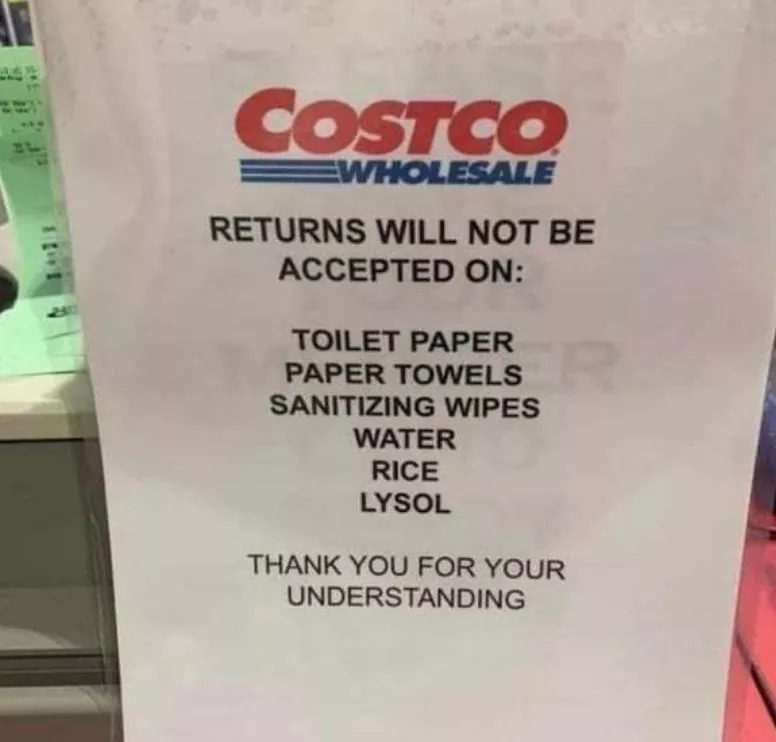 COSTCO
WHOLESALE
RETURNS WILL NOT BE
ACCEPTED ON:
TOILET PAPER
PAPER TOWELS
SANITIZING WIPES
WATER
RICE
LYSOL
THANK YOU FOR YOUR
UNDERSTANDING